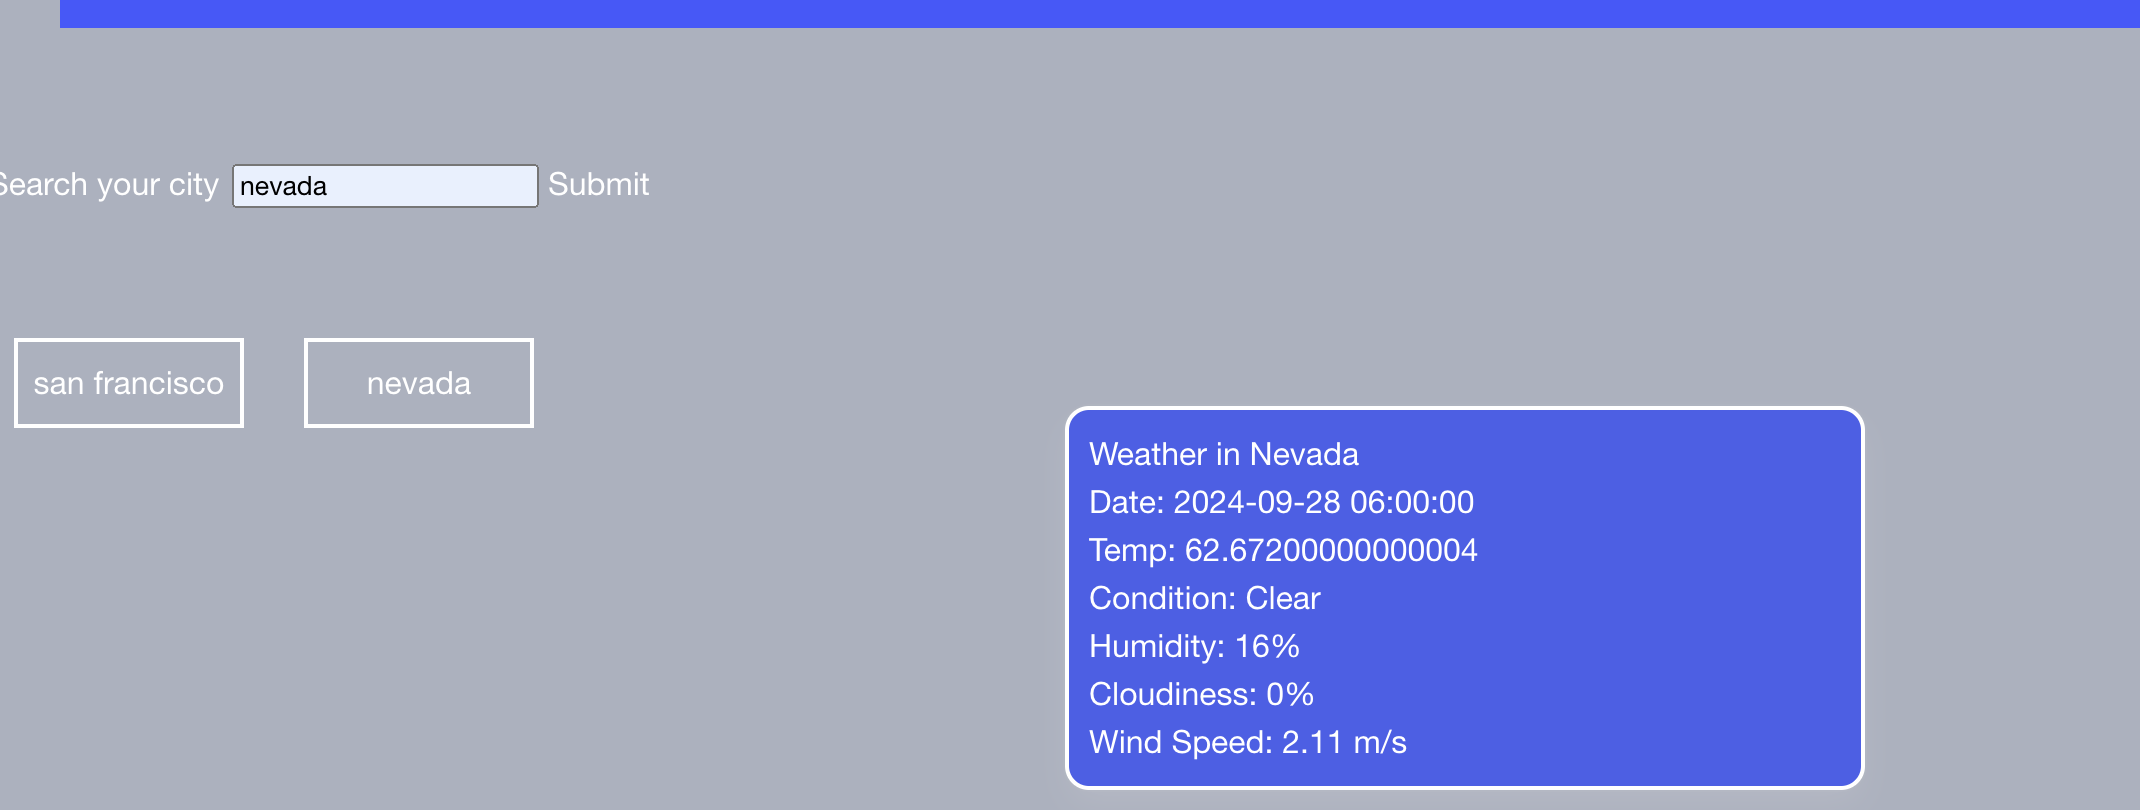 Search your city nevada Submit
san francisco nevada
Weather in Nevada
Date: 2024-09-28 06:00:00
Temp: 62.67200000000004
Condition: Clear
Humidity: 16%
Cloudiness: 0%
Wind Speed: 2.11 m/s